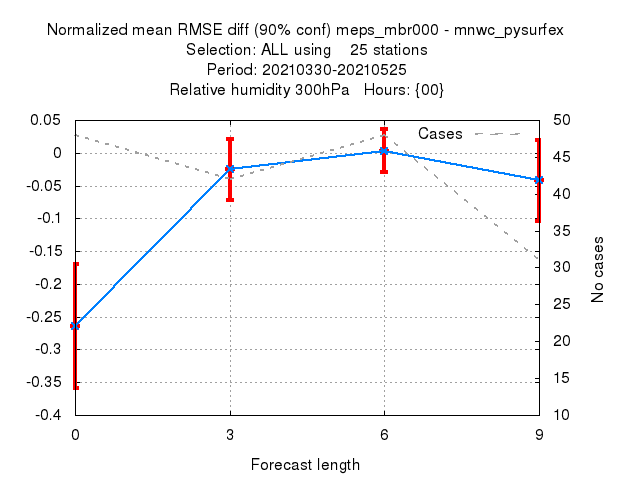 Normalized mean RMSE diff (90% conf) meps_mbr000 - mnwc_pysurfex
Selection: ALL using    25 stations
Period: 20210330-20210525
Relative humidity 300hPa   Hours: {00}
Cases
0.05
0
-0.05
-0.1
-0.15
-0.2
-0.25
-0.3
-0.35
-0.4
50
45
40
35
30
25
20
15
10
No cases
0 3 6 9
Forecast length